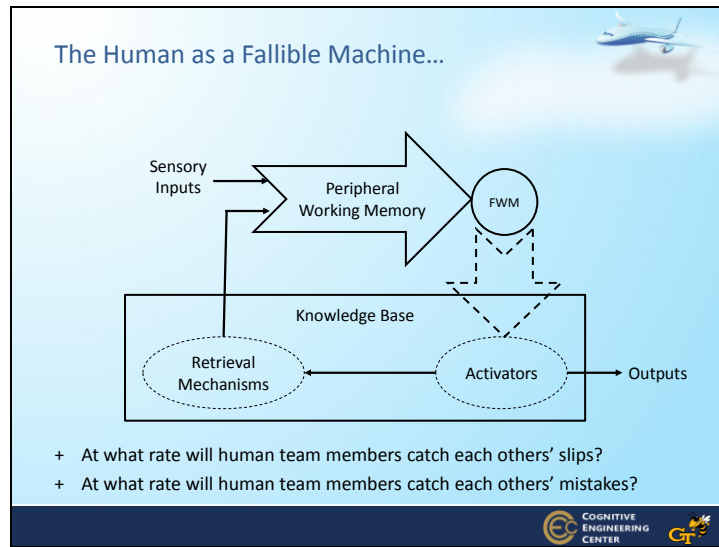 The Human as a Fallible Machine…
Sensory
Inputs
Peripheral
Working Memory
FWM
Knowledge Base
Retrieval
Mechanisms
Activators
Outputs
+ At what rate will human team members catch each others’ slips?
+ At what rate will human team members catch each others’ mistakes?
CEC
COGNITIVE
ENGINEERING
CENTER
GT